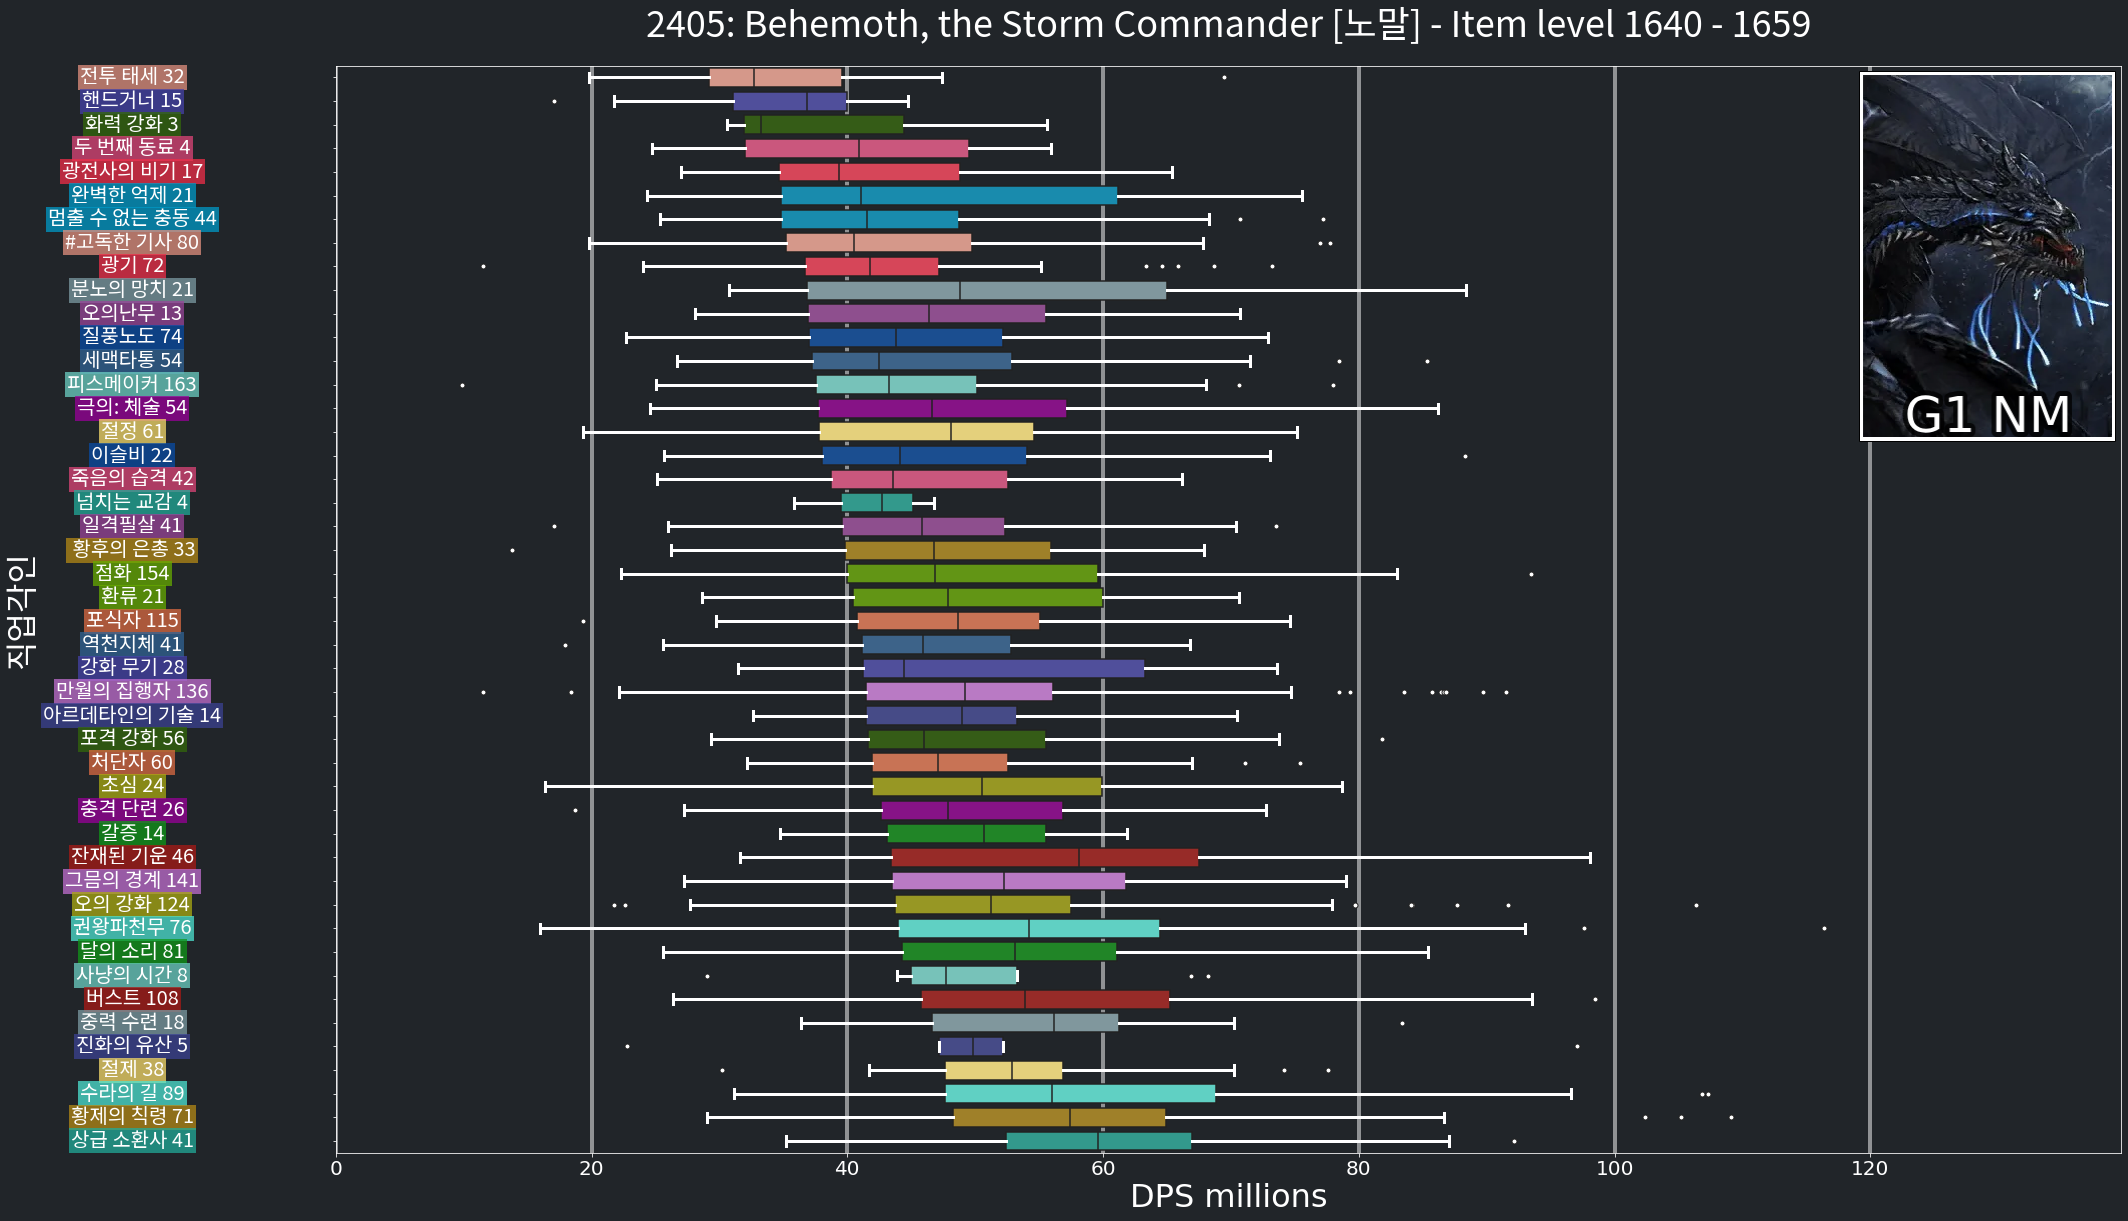 2405: Behemoth, the Storm Commander [노말] - Item level 1640 - 1659
직업각인
전투 태세 32
핸드거너 15
화력 강화 3
두 번째 동료 4
광전사의 비기 17
완벽한 억제 21
멈출 수 없는 충동 44
#고독한 기사 80
광기 72
분노의 망치 21
오의난무 13
질풍노도 74
세맥타통 54
피스메이커 163
극의: 체술 54
절정 61
이슬비 22
죽음의 습격 42
넘치는 교감 4
일격필살 41
황후의 은총 33
점화 154
환류 21
포식자 115
역천지체 41
강화 무기 28
만월의 집행자 136
아르데타인의 기술 14
포격 강화 56
처단자 60
초심 24
충격 단련 26
갈증 14
잔재된 기운 46
그믐의 경계 141
오의 강화 124
권왕파천무 76
달의 소리 81
사냥의 시간 8
버스트 108
중력 수련 18
진화의 유산 5
절제 38
수라의 길 89
황제의 칙령 71
상급 소환사 41
G1 NM
0 20 40 60 80 100 120
DPS millions